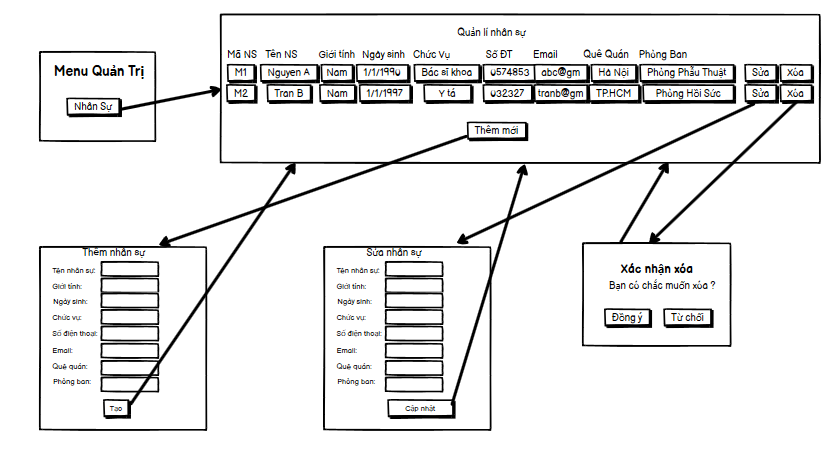 Quản lí nhân sự
Menu Quản Trị
Nhân Sự
Mã NS Tên NS Giới tính Ngày sinh Chức Vụ Số ĐT Email Quê Quán Phòng Ban
M1 Nguyen A Nam 1/1/1990 Bác sĩ khoa 0574853 abc@gm Hà Nội Phòng Phẫu Thuật Sửa Xóa
M2 Tran B Nam 1/1/1997 Y tá 032327 tranb@gm TP.HCM Phòng Hồi Sức Sửa Xóa
Thêm mới
Thêm nhân sự
Tên nhân sự:
Giới tính:
Ngày sinh:
Chức vụ:
Số điện thoại:
Email:
Quê quán:
Phòng ban:
Tạo
Sửa nhân sự
Tên nhân sự:
Giới tính:
Ngày sinh:
Chức vụ:
Số điện thoại:
Email:
Quê quán:
Phòng ban:
Cập nhật
Xác nhận xóa
Bạn có chắc muốn xóa ?
Đồng ý Từ chối